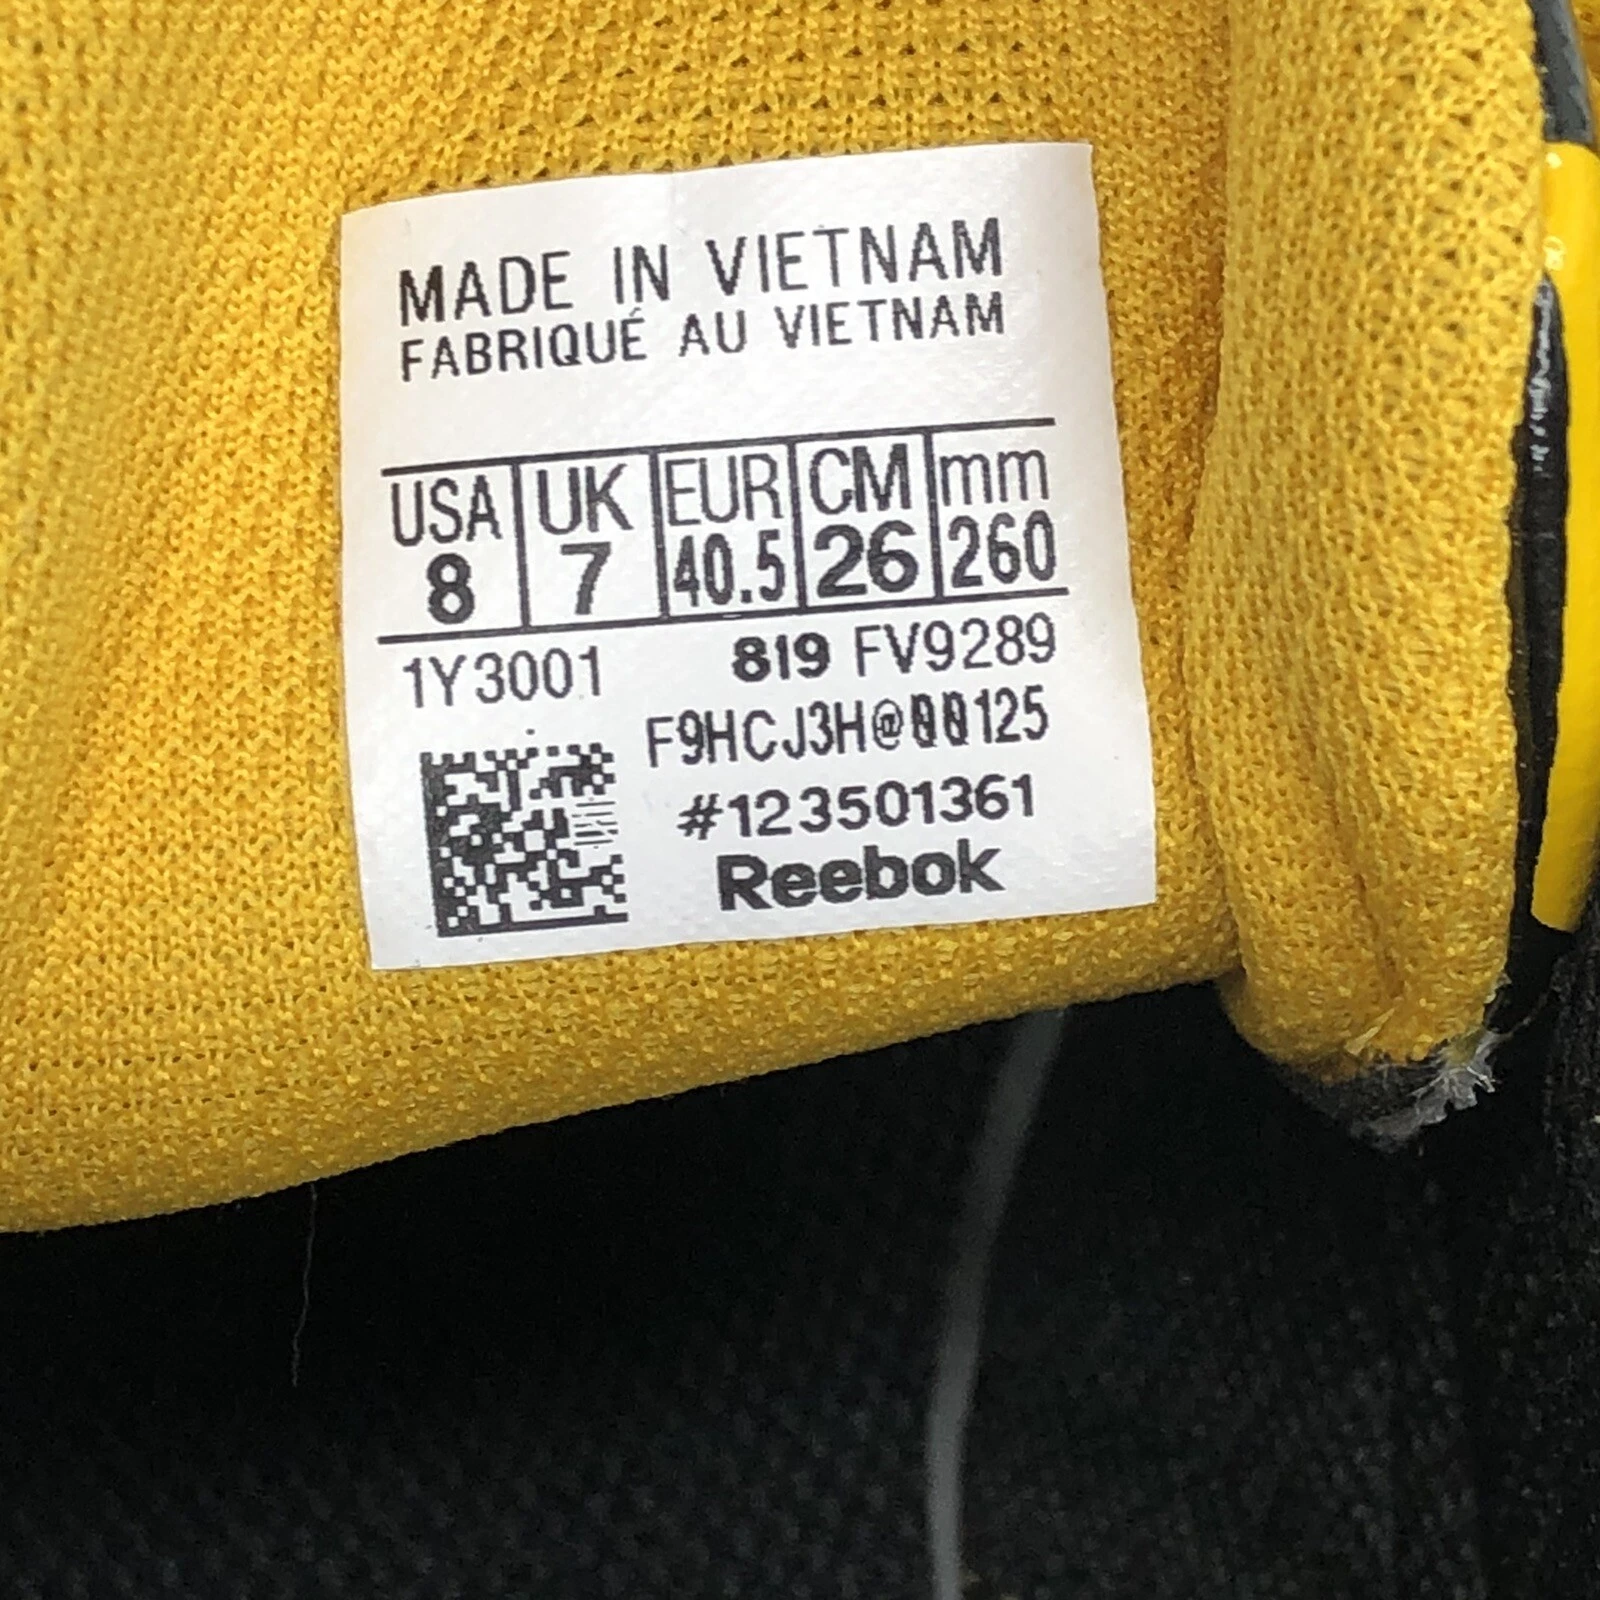 MADE IN VIETNAM
FABRIQUÉ AU VIETNAM
USA UK EUR CM mm
8 7 40.5 26 260
1Y3001 819 FV9289
#123501361
Reebok